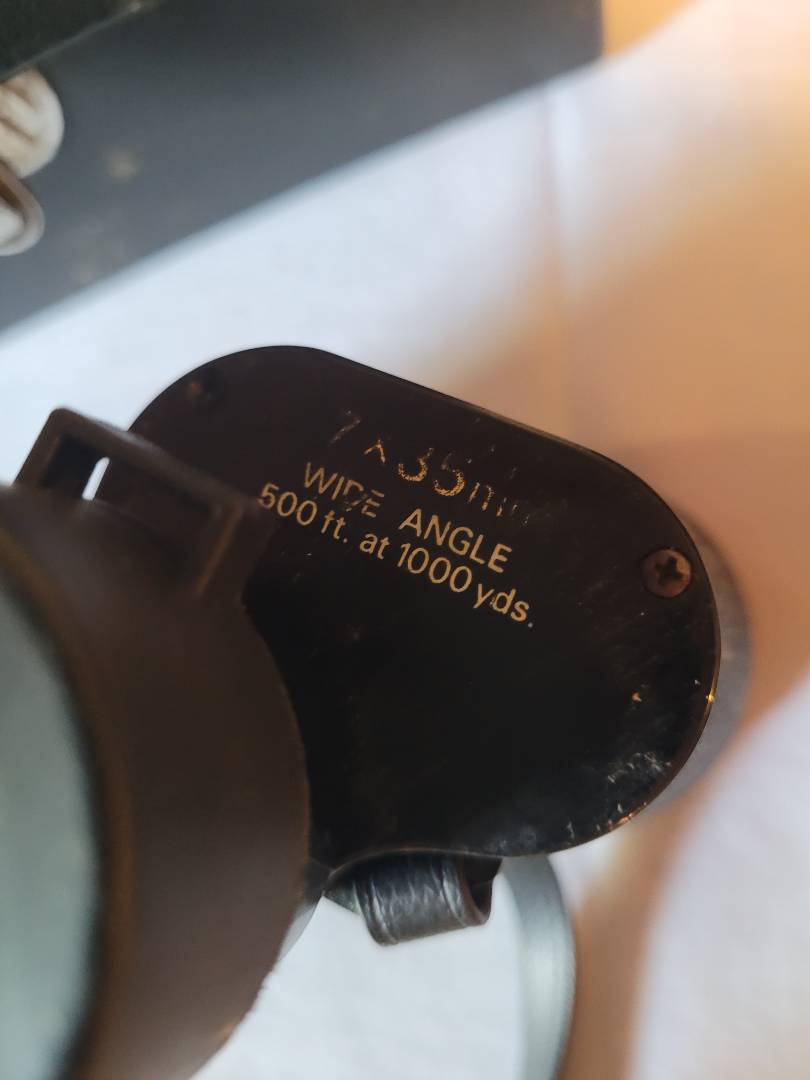 7 x 35mm
WIDE ANGLE
500 ft. at 1000 yds.